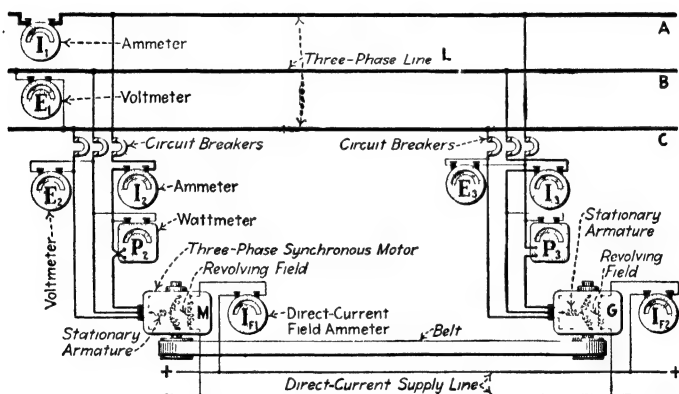 A
I1
Ammeter
Three-Phase Line L
B
E1
Voltmeter
C
Circuit Breakers
Circuit Breakers
E2
I2
Ammeter
E3
I3
Wattmeter
P2
P3
Stationary
Armature
Voltmeter
Three-Phase Synchronous Motor
Revolving Field
Revolving
Field
M
G
Stationary
Armature
IF1
Direct-Current
Field Ammeter
IF2
Belt
+
+
Direct-Current Supply Line